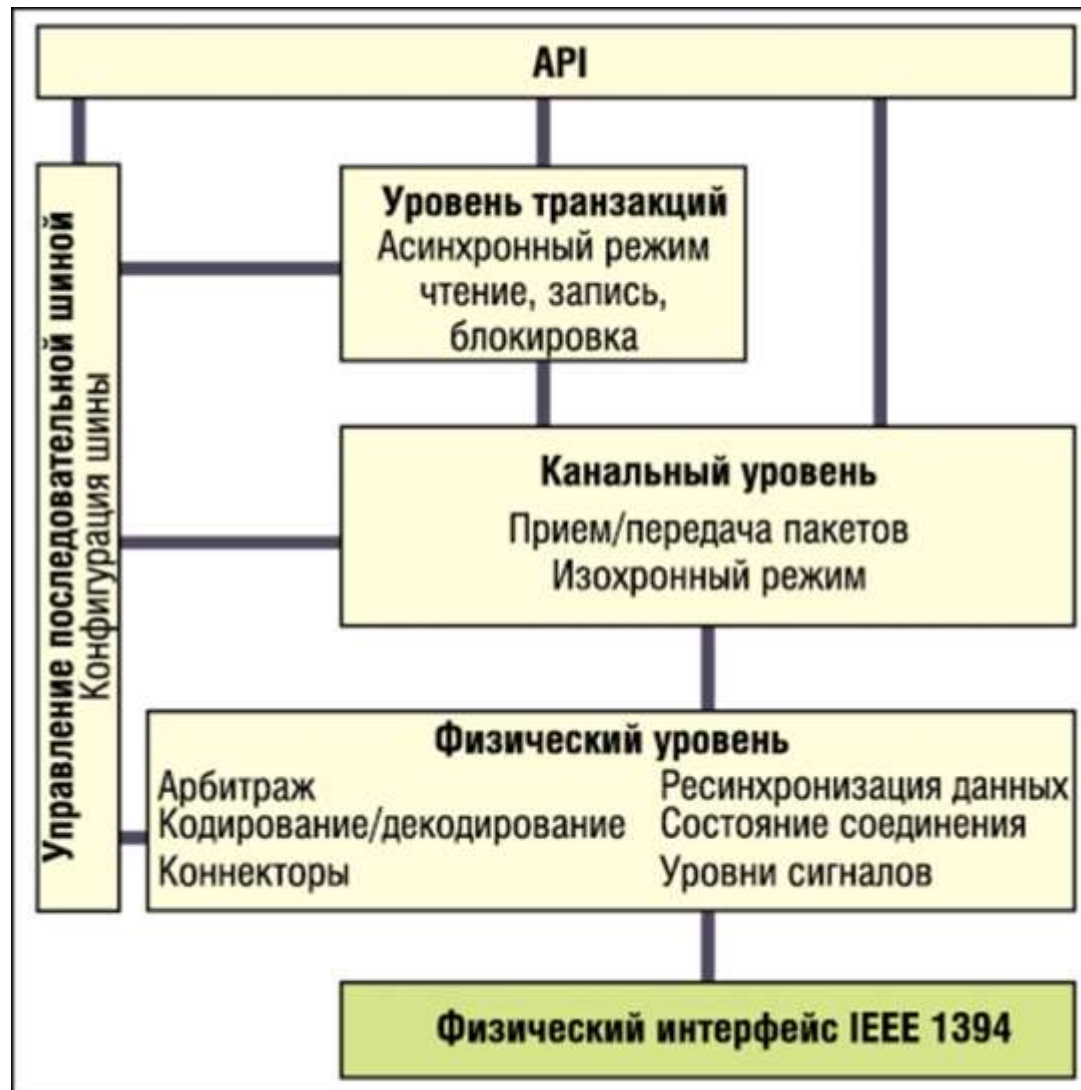 API
Управление последовательной шиной
Конфигурация шины
Уровень транзакций
Асинхронный режим
чтение, запись,
блокировка
Канальный уровень
Прием/передача пакетов
Изохронный режим
Физический уровень
Арбитраж
Кодирование/декодирование
Коннекторы
Ресинхронизация данных
Состояние соединения
Уровни сигналов
Физический интерфейс IEEE 1394